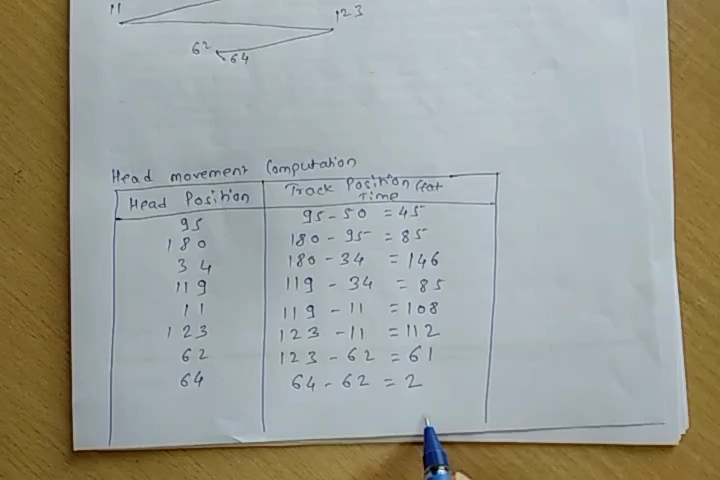 11
123
62
64
Head movement Computation
Head Position Track Position Seek Time
95 95 - 50 = 45
180 180 - 95 = 85
34 180 - 34 = 146
119 119 - 34 = 85
11 119 - 11 = 108
123 123 - 11 = 112
62 123 - 62 = 61
64 64 - 62 = 2